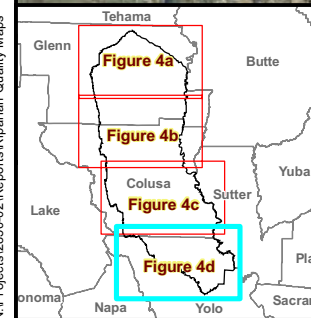 Tehama
Glenn
Figure 4a
Butte
Figure 4b
Yuba
Colusa
Sutter
Lake
Figure 4c
Figure 4d
Napa
Yolo